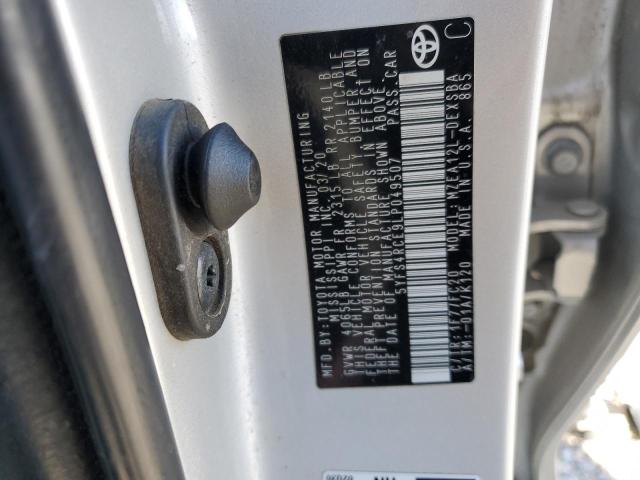 MFD.BY:TOYOTA MOTOR MANUFACTURING
MISSISSIPPI INC. 03/20
GVWR 4065LB GAWR FR 2315LB RR 2140LB
THIS VEHICLE CONFORMS TO ALL APPLICABLE
FEDERAL MOTOR VEHICLE SAFETY BUMPER AND
THEFT PREVENTION STANDARDS IN EFFECT ON
THE DATE OF MANUFACTURE SHOWN ABOVE.
PASS.CAR
C/TR:1F7/FC20 MODEL: MZEA12L-DEXSBA
A/TM:-01A/K120 MADE IN U.S.A. 865
C
TOYOTA